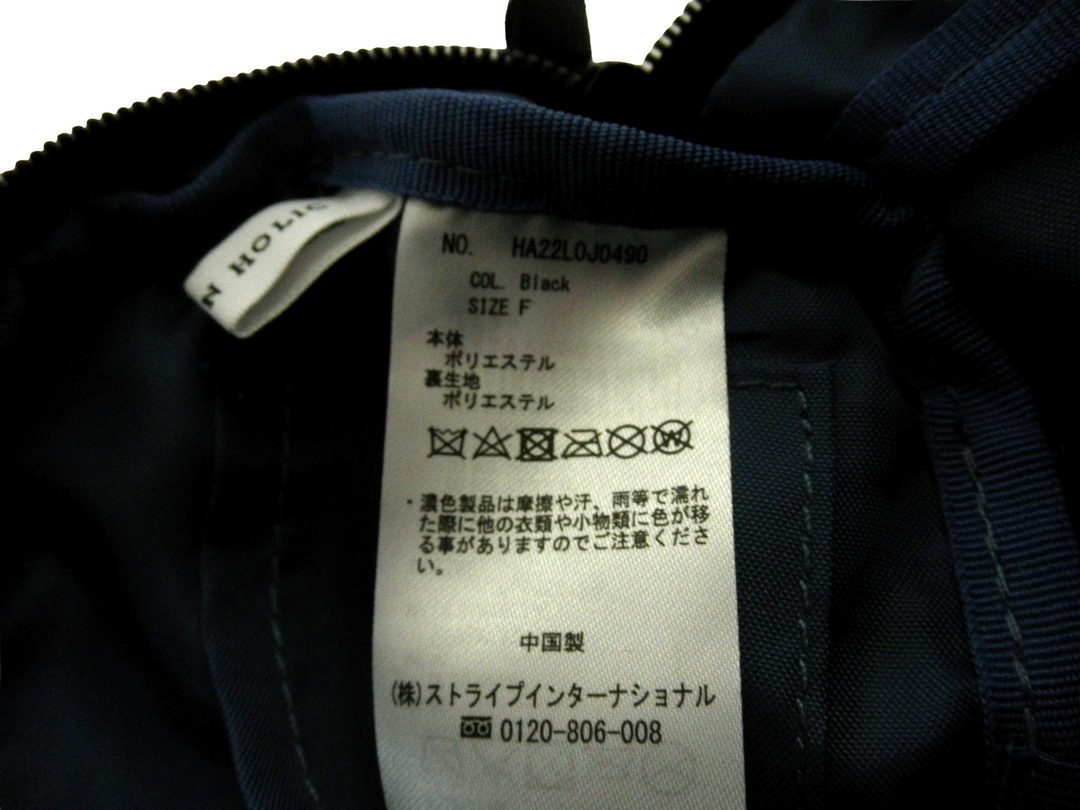 N HOLIC
NO. HA22L0J0490
COL. Black
SIZE F
本体
ポリエステル
裏生地
ポリエステル
W
・濃色製品は摩擦や汗、雨等で濡れ
た際に他の衣類や小物類に色が移
る事がありますのでご注意くださ
い。
中国製
(株)ストライプインターナショナル
0120-806-008